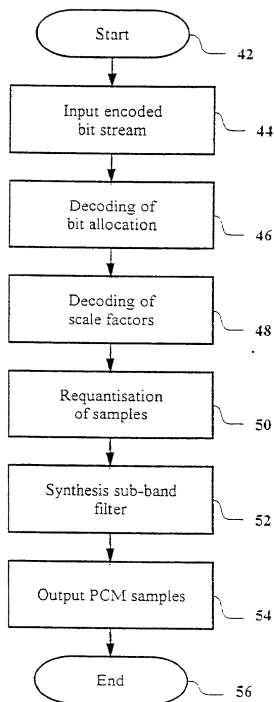 Start
42
Input encoded
bit stream
44
Decoding of
bit allocation
46
Decoding of
scale factors
48
Requantisation
of samples
50
Synthesis sub-band
filter
52
Output PCM samples
54
End
56